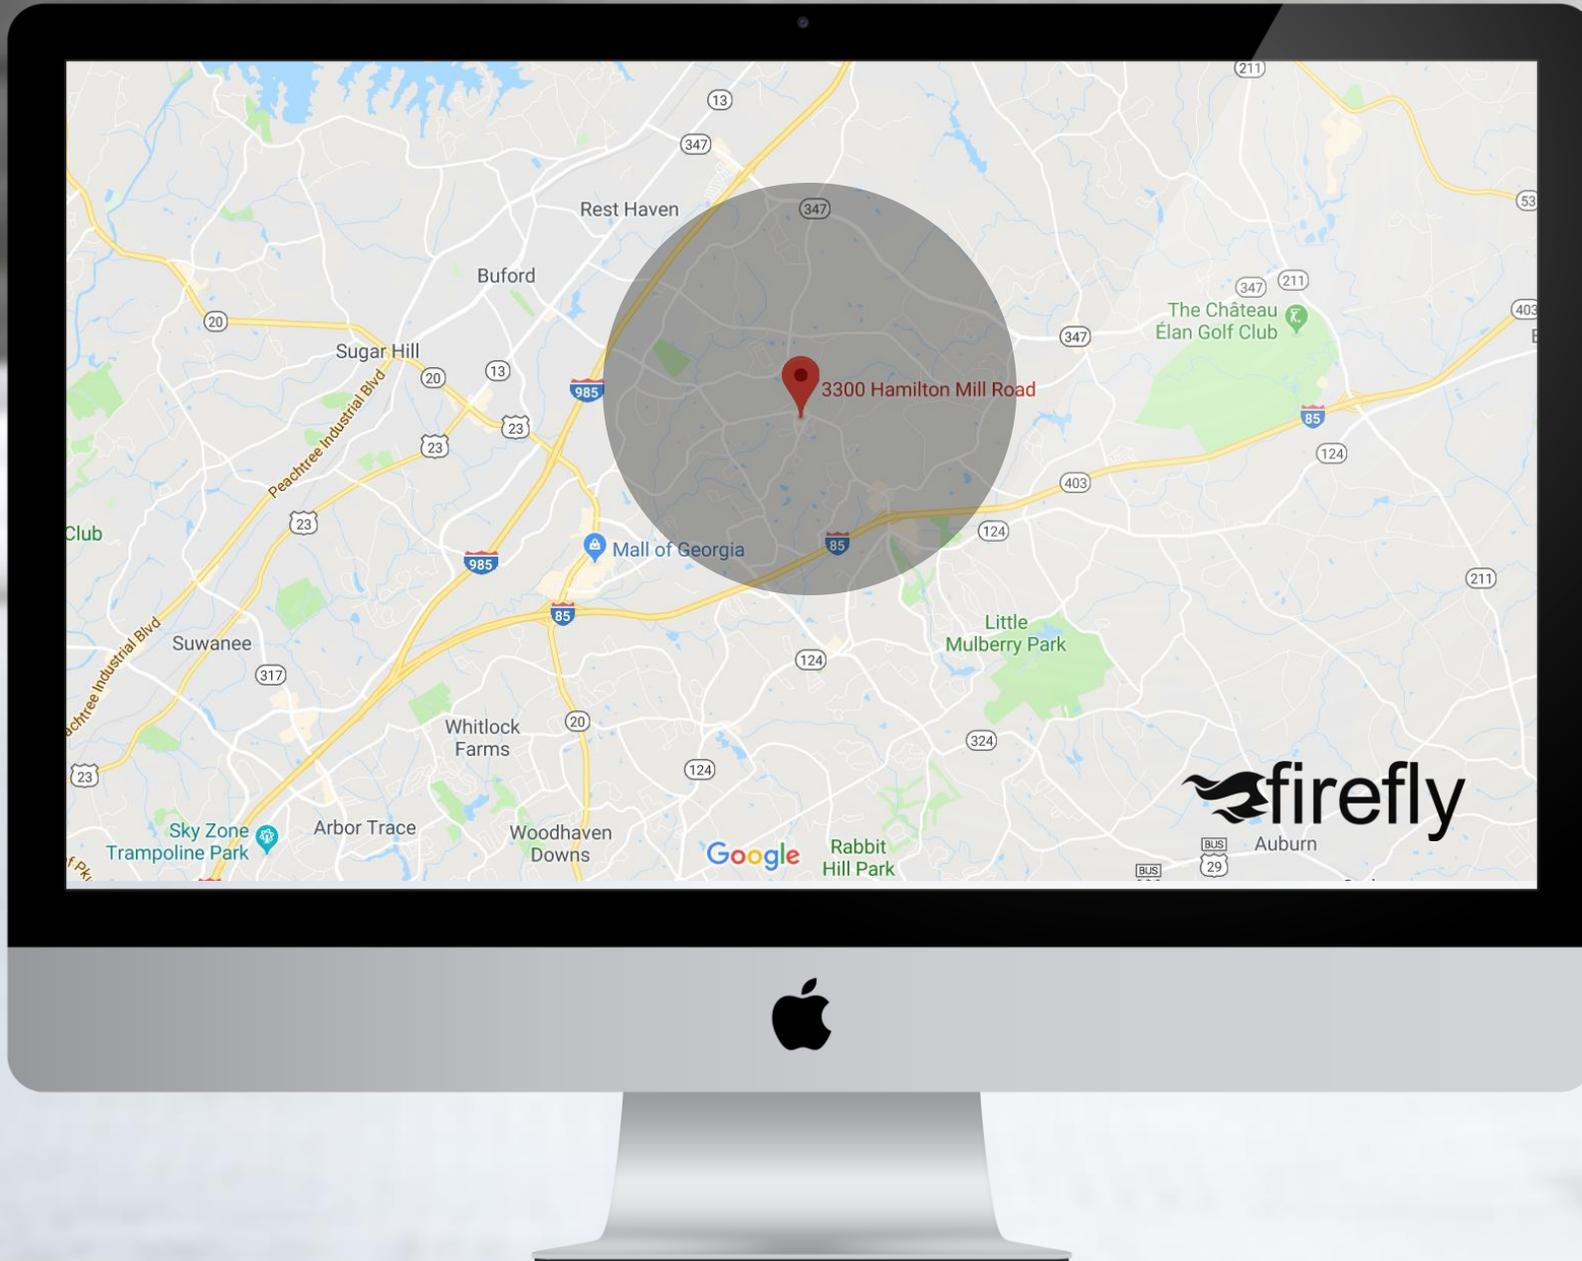 211
13
347
53
Rest Haven
347
Buford
347
211
The Château
Élan Golf Club
403
20
Sugar Hill
347
20
13
985
3300 Hamilton Mill Road
85
23
23
124
Peachtree Industrial Blvd
403
23
Club
124
985
Mall of Georgia
85
211
85
Little
Mulberry Park
achtree Industrial Blvd
Suwanee
124
317
Whitlock
Farms
20
324
23
124
firefly
Sky Zone
Trampoline Park
Arbor Trace
Woodhaven
Downs
Google
Rabbit
Hill Park
BUS
29
Auburn
BUS